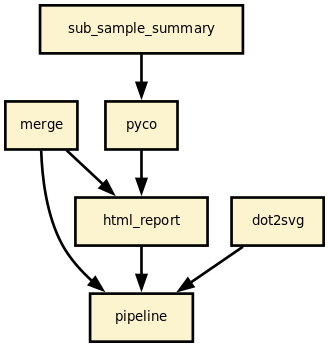 sub_sample_summary
merge
pyco
html_report
dot2svg
pipeline